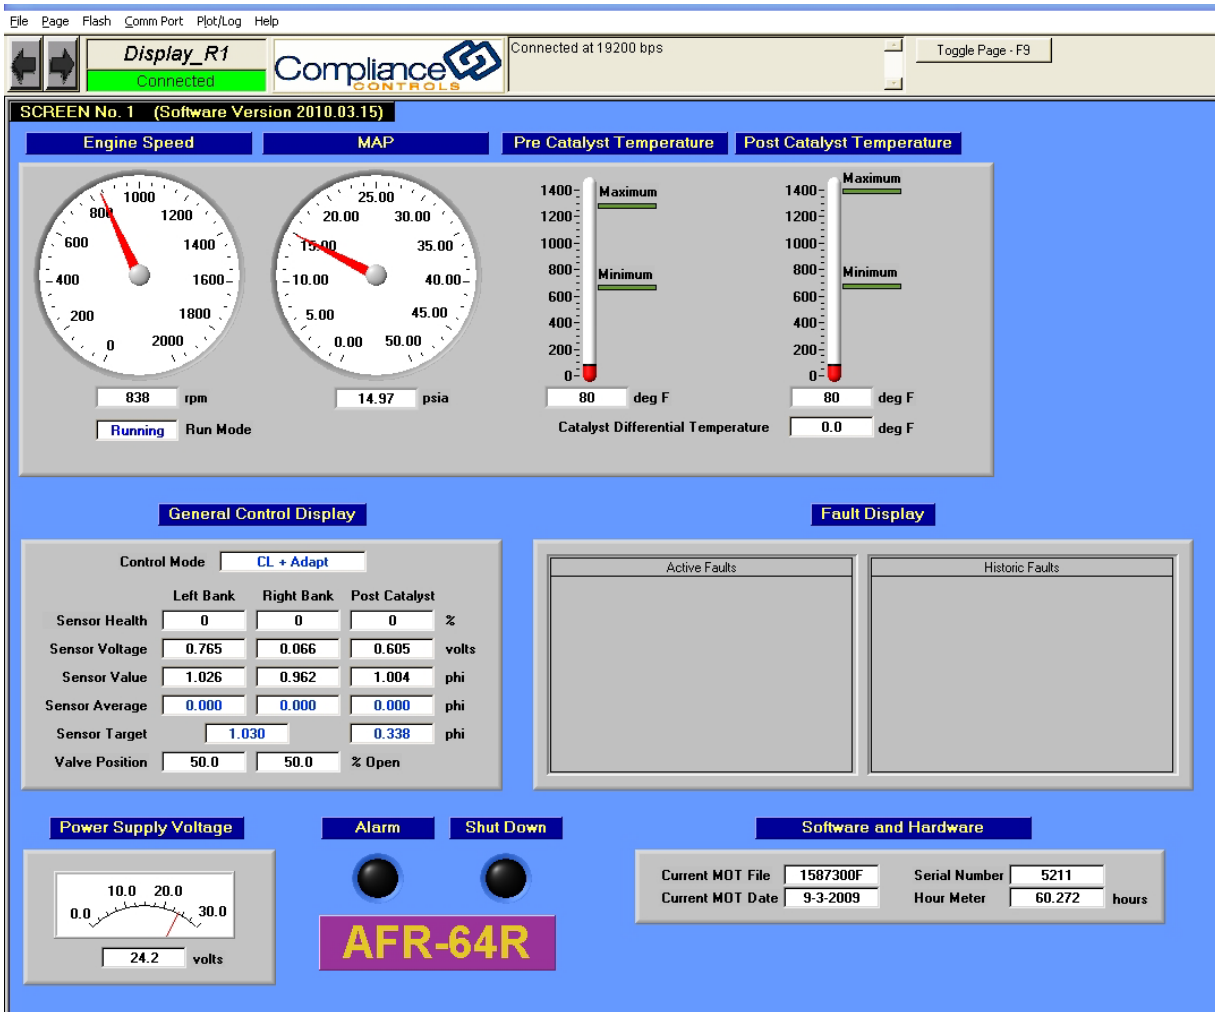 File Page Flash Comm Port Plot/Log Help
Display_R1
Connected
Compliance
CONTROLS
Connected at 19200 bps
Toggle Page - F9
SCREEN No. 1 (Software Version 2010.03.15)
Engine Speed MAP Pre Catalyst Temperature Post Catalyst Temperature
0 200 400 600 800 1000 1200 1400 1600 1800 2000
838 rpm
Running Run Mode
0.00 5.00 10.00 15.00 20.00 25.00 30.00 35.00 40.00 45.00 50.00
14.97 psia
1400 Maximum
1200
1000
800 Minimum
600
400
200
0
80 deg F
1400 Maximum
1200
1000
800 Minimum
600
400
200
0
80 deg F
Catalyst Differential Temperature 0.0 deg F
General Control Display
Control Mode CL + Adapt
Left Bank Right Bank Post Catalyst
Sensor Health 0 0 0 %
Sensor Voltage 0.765 0.066 0.605 volts
Sensor Value 1.026 0.962 1.004 phi
Sensor Average 0.000 0.000 0.000 phi
Sensor Target 1.030 0.338 phi
Valve Position 50.0 50.0 % Open
Fault Display
Active Faults Historic Faults
Power Supply Voltage
0.0 10.0 20.0 30.0
24.2 volts
Alarm Shut Down
AFR-64R
Software and Hardware
Current MOT File 1587300F Serial Number 5211
Current MOT Date 9-3-2009 Hour Meter 60.272 hours